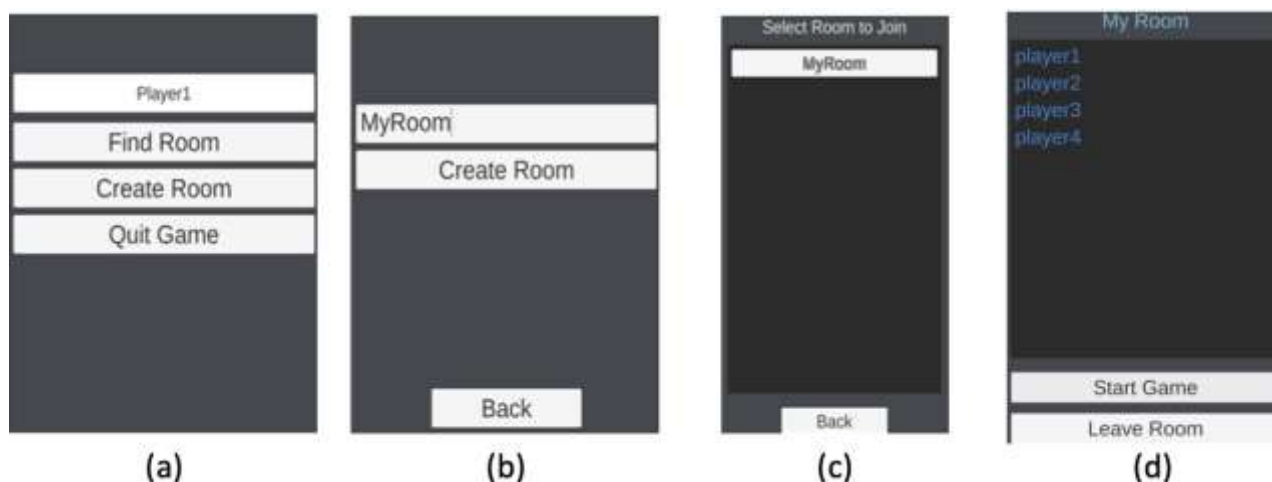 Player1
Find Room
Create Room
Quit Game
(a)
MyRoom
Create Room
Back
(b)
Select Room to Join
MyRoom
Back
(c)
My Room
player1
player2
player3
player4
Start Game
Leave Room
(d)